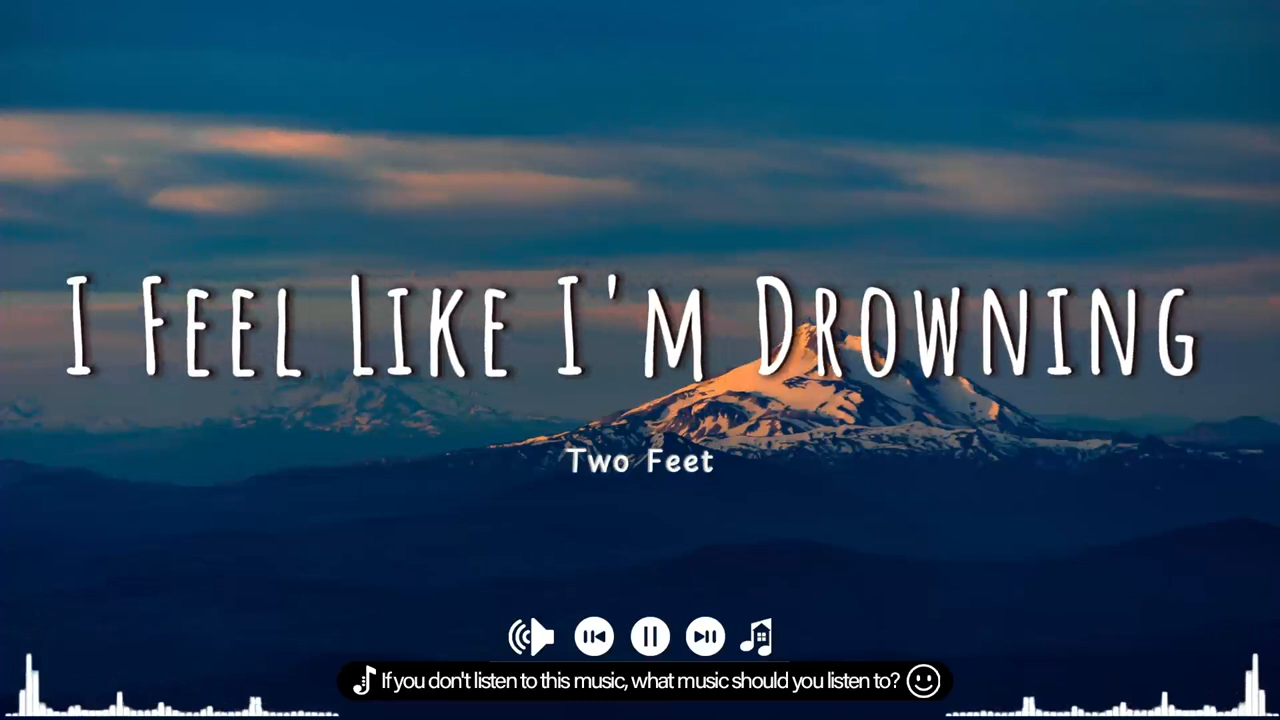 I Feel Like I'm Drowning
Two Feet
If you don't listen to this music, what music should you listen to?